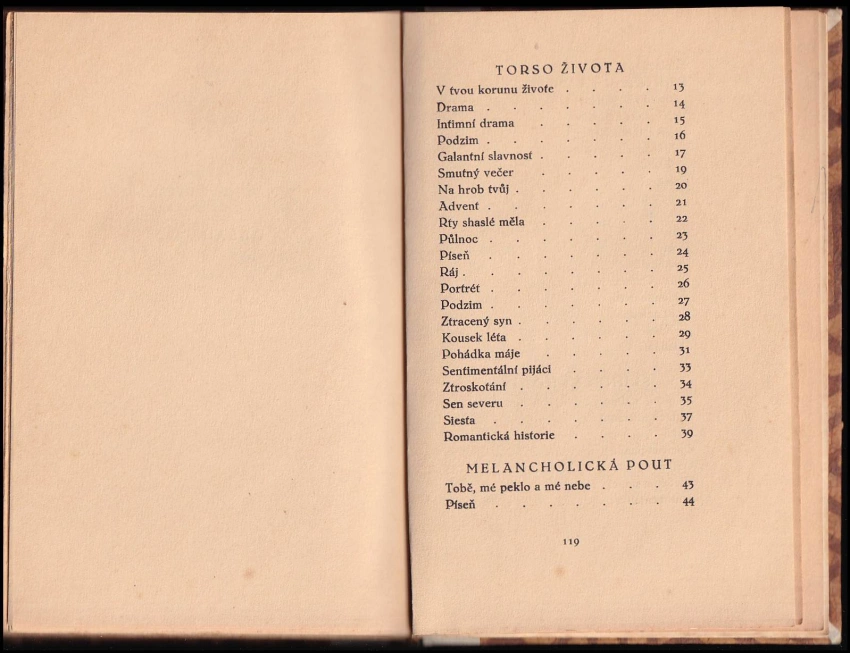 TORSO ŽIVOTA
V tvou korunu živote . . . . 13
Drama . . . . . . . 14
Intimní drama . . . . . 15
Podzim . . . . . . . 16
Galantní slavnost . . . . . 17
Smutný večer . . . . . 19
Na hrob tvůj . . . . . . 20
Advent . . . . . . . 21
Rty shaslé měla . . . . . 22
Půlnoc . . . . . . . 23
Píseň . . . . . . . 24
Ráj . . . . . . . . 25
Portrét . . . . . . . 26
Podzim . . . . . . . 27
Ztracený syn . . . . . . 28
Kousek léta . . . . . . 29
Pohádka máje . . . . . 31
Sentimentální pijáci . . . . 33
Ztroskotání . . . . . . 34
Sen severu . . . . . . 35
Siesta . . . . . . . 37
Romantická historie . . . . 39
MELANCHOLICKÁ POUT
Tobě, mé peklo a mé nebe . . . 43
Píseň . . . . . . . 44
119